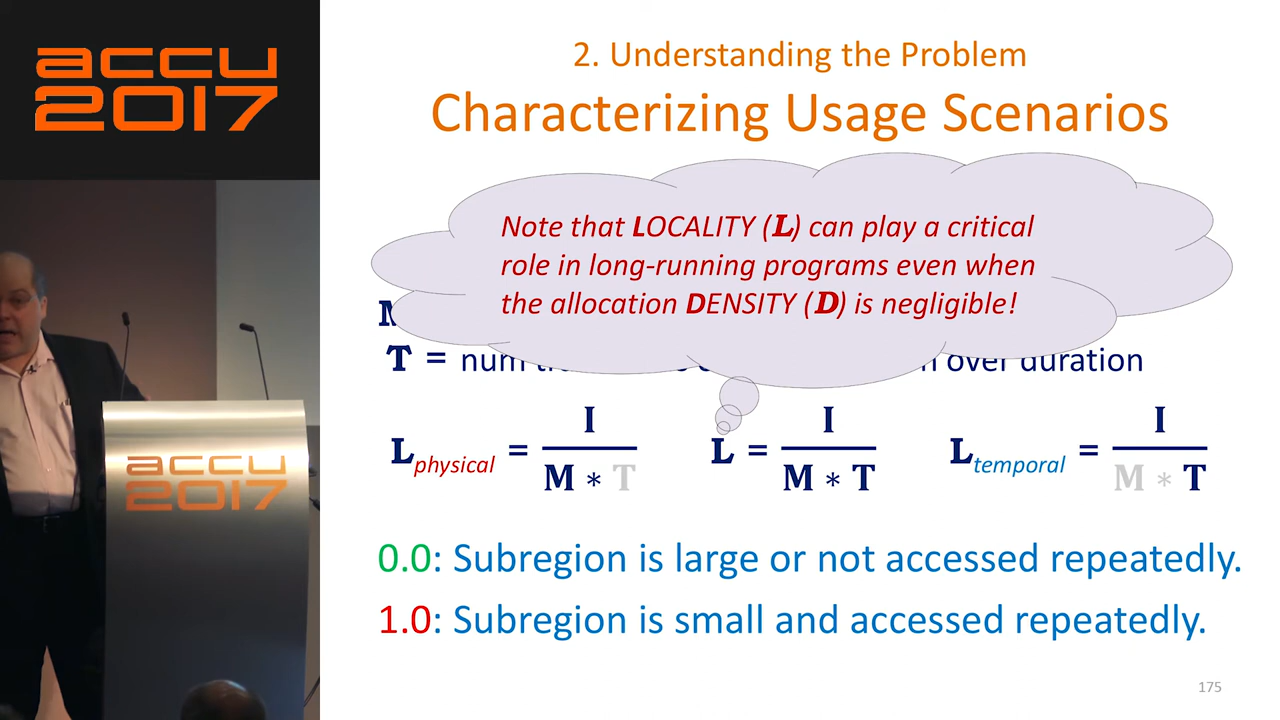 accu
2017
2. Understanding the Problem
Characterizing Usage Scenarios
Note that LOCALITY (L) can play a critical
role in long-running programs even when
the allocation DENSITY (D) is negligible!
T = num over duration
L physical = I / M * T L = I / M * T L temporal = I / M * T
0.0: Subregion is large or not accessed repeatedly.
1.0: Subregion is small and accessed repeatedly.
accu
2017
175